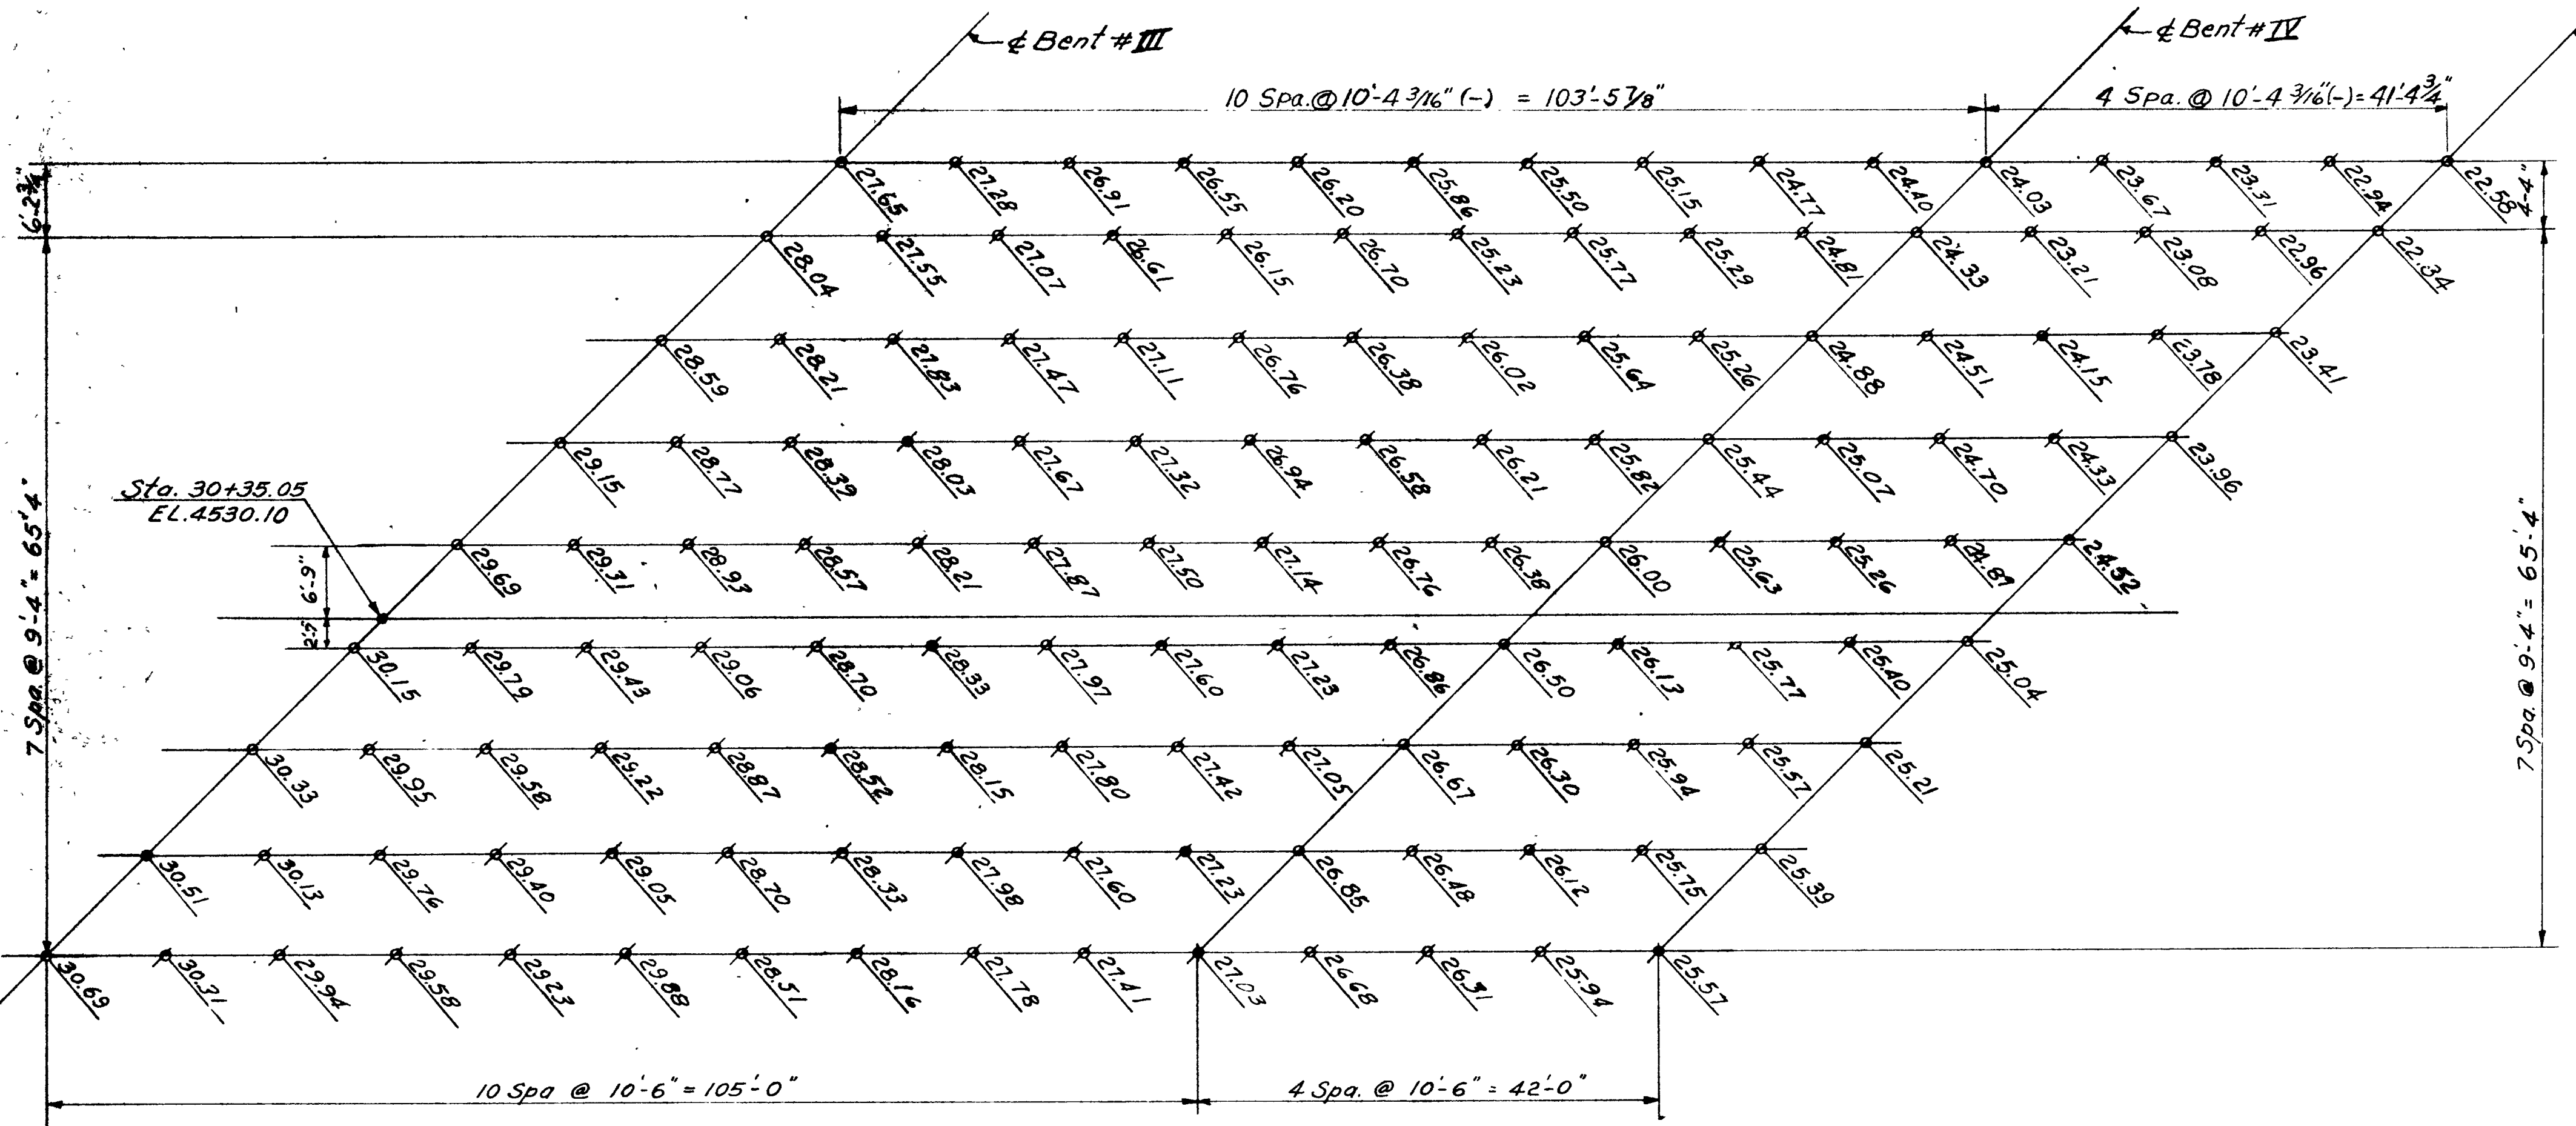 ℄ Bent # III
℄ Bent # IV
10 Spa. @ 10'-4 3/16" (-) = 103'-5 7/8"
4 Spa. @ 10'-4 3/16" (-) = 41'-4 3/4"
6'-2 3/4"
27.65 27.28 26.91 26.55 26.20 25.86 25.50 25.15 24.77 24.40 24.03 23.67 23.31 22.94 22.58
4'-4"
28.04 27.55 27.07 26.61 26.15 26.70 25.23 25.77 25.29 24.81 24.33 23.21 23.08 22.96 22.34
28.59 28.21 27.83 27.47 27.11 26.76 26.38 26.02 25.64 25.26 24.88 24.51 24.15 23.78 23.41
29.15 28.77 28.39 28.03 27.67 27.32 26.94 26.58 26.21 25.82 25.44 25.07 24.70 24.33 23.96
Sta. 30+35.05
EL. 4530.10
7 Spa. @ 9'-4" = 65'4"
7 Spa. @ 9'-4" = 65'-4"
29.69 29.31 28.93 28.57 28.21 27.87 27.50 27.14 26.76 26.38 26.00 25.63 25.26 24.89 24.52
6'-9"
2'-5"
30.15 29.79 29.43 29.06 28.70 28.33 27.97 27.60 27.23 26.86 26.50 26.13 25.77 25.40 25.04
30.33 29.95 29.58 29.22 28.87 28.52 28.15 27.80 27.42 27.05 26.67 26.30 25.94 25.57 25.21
30.51 30.13 29.76 29.40 29.05 28.70 28.33 27.98 27.60 27.23 26.85 26.48 26.12 25.75 25.39
30.69 30.31 29.94 29.58 29.23 29.88 28.51 28.16 27.78 27.41 27.03 26.68 26.31 25.94 25.57
10 Spa @ 10'-6" = 105'-0"
4 Spa. @ 10'-6" = 42'-0"